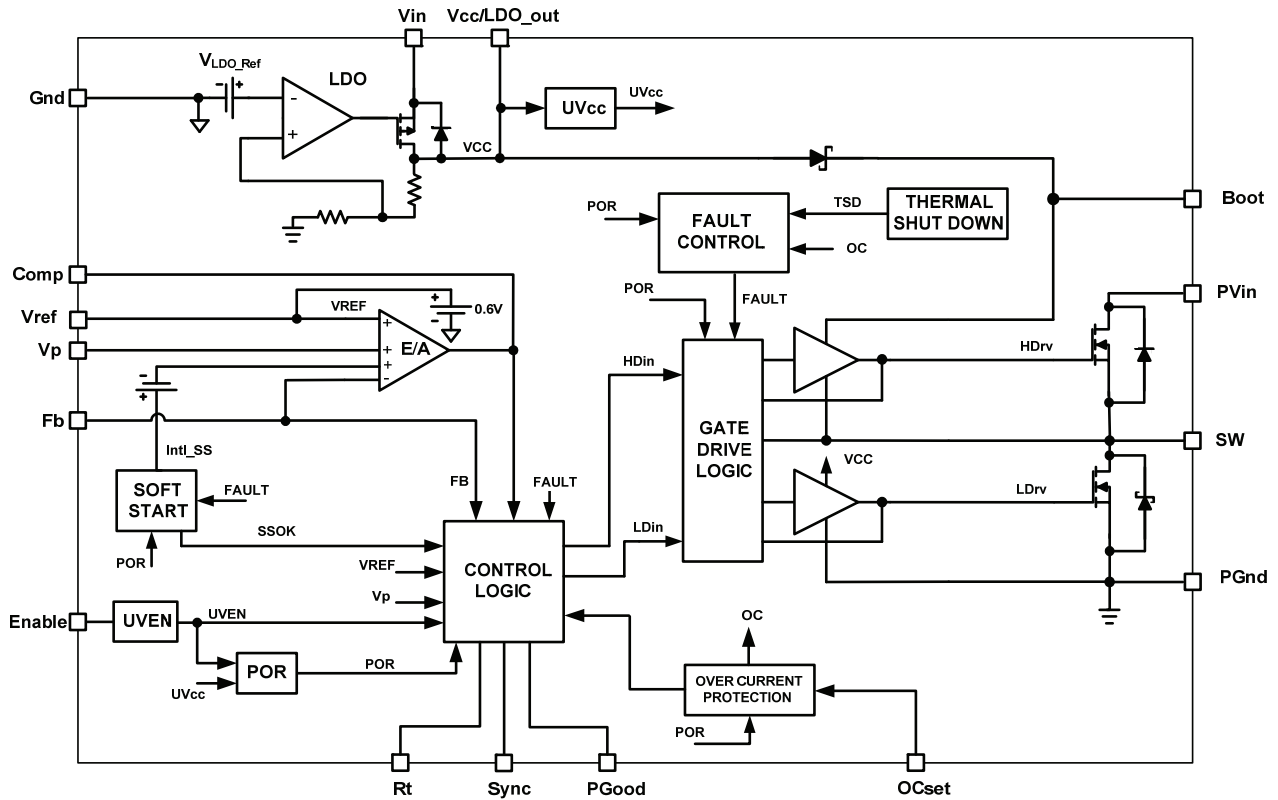 Vin
Vcc/LDO_out
VLDO_Ref
- +
LDO
-
+
Gnd
UVcc
UVcc
VCC
Boot
POR
FAULT
CONTROL
TSD
THERMAL
SHUT DOWN
OC
Comp
Vref
VREF
+
-
0.6V
POR
FAULT
PVin
Vp
+
+
+
-
E/A
HDin
HDrv
-
+
Fb
Intl_SS
GATE
DRIVE
LOGIC
SW
VCC
SOFT
START
FAULT
FB
FAULT
LDrv
SSOK
LDin
POR
VREF
CONTROL
LOGIC
Vp
PGnd
Enable
UVEN
UVEN
OC
POR
POR
UVcc
OVER CURRENT
PROTECTION
POR
Rt
Sync
PGood
OCset